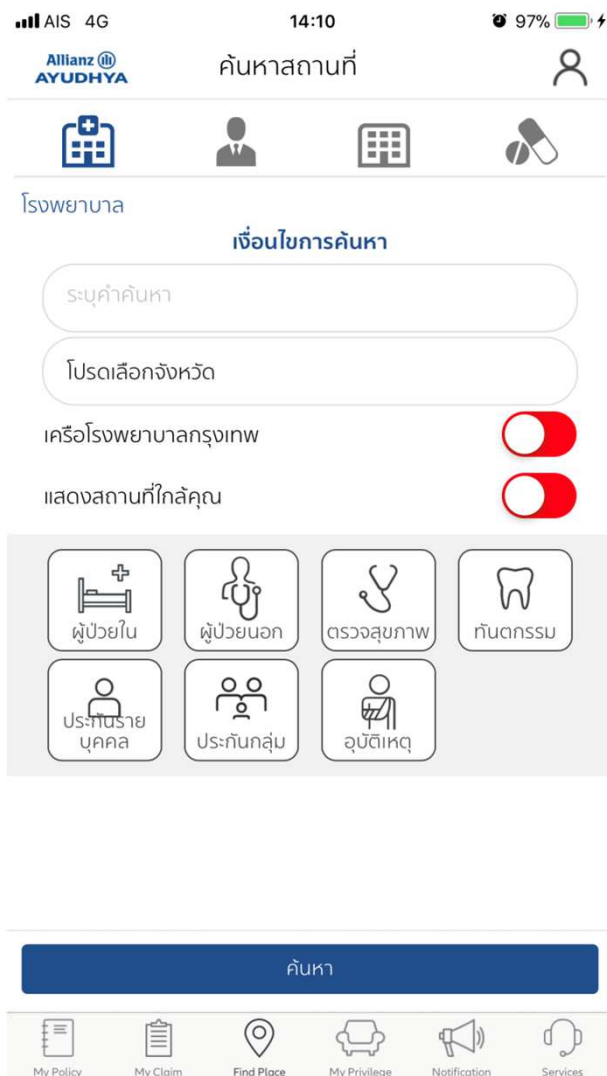 AIS 4G 14:10 97%
Allianz
AYUDHYA
ค้นหาสถานที่
โรงพยาบาล
เงื่อนไขการค้นหา
ระบุคำค้นหา
โปรดเลือกจังหวัด
เครือโรงพยาบาลกรุงเทพ
แสดงสถานที่ใกล้คุณ
ผู้ป่วยใน ผู้ป่วยนอก ตรวจสุขภาพ ทันตกรรม
ประกันราย
บุคคล ประกันกลุ่ม อุบัติเหตุ
ค้นหา
My Policy My Claim Find Place My Privilege Notification Services